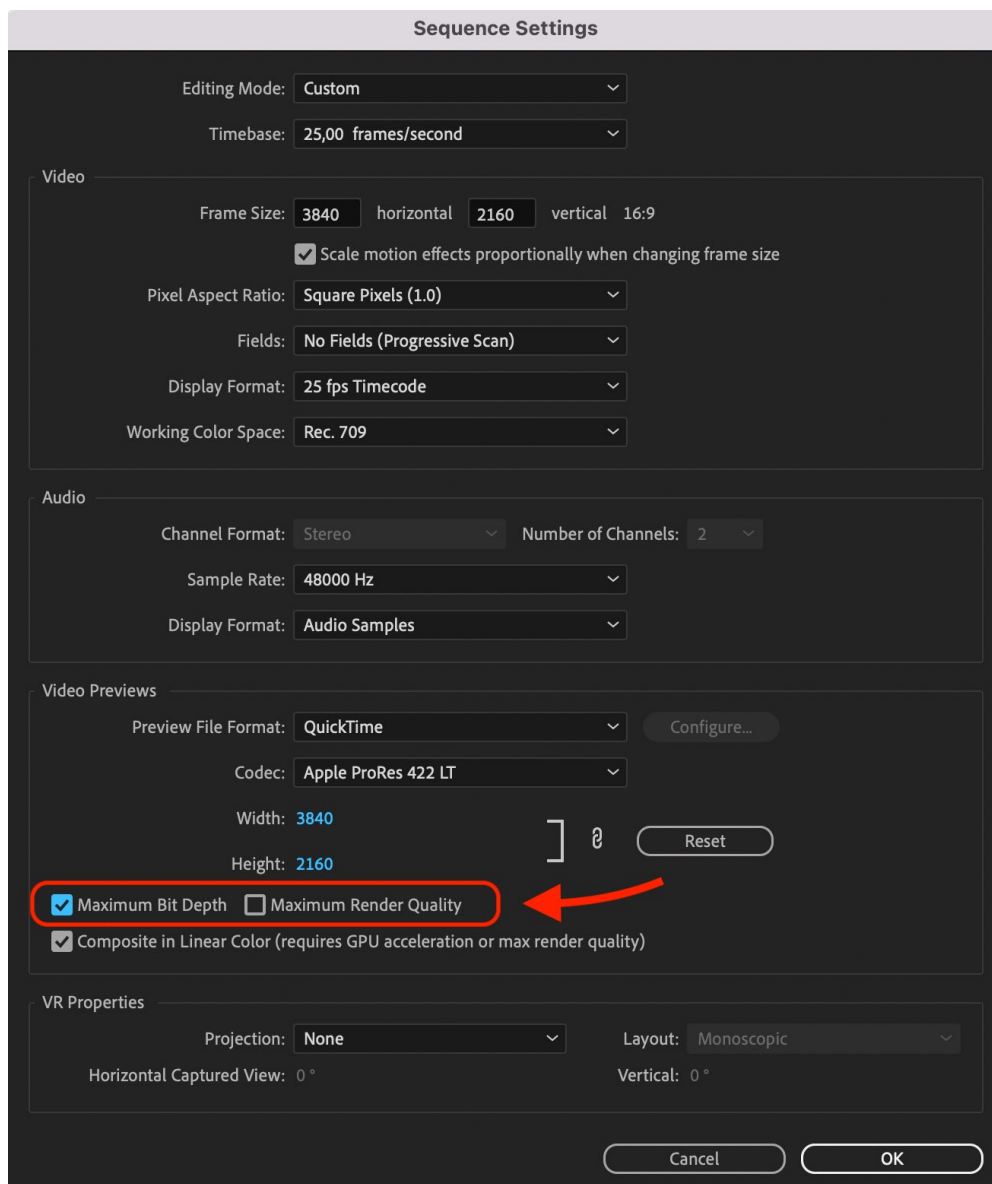 Sequence Settings
Editing Mode: Custom
Timebase: 25,00 frames/second
Video
Frame Size: 3840 horizontal 2160 vertical 16:9
Scale motion effects proportionally when changing frame size
Pixel Aspect Ratio: Square Pixels (1.0)
Fields: No Fields (Progressive Scan)
Display Format: 25 fps Timecode
Working Color Space: Rec. 709
Audio
Channel Format: Stereo Number of Channels: 2
Sample Rate: 48000 Hz
Display Format: Audio Samples
Video Previews
Preview File Format: QuickTime Configure...
Codec: Apple ProRes 422 LT
Width: 3840
Reset
Height: 2160
Maximum Bit Depth Maximum Render Quality
Composite in Linear Color (requires GPU acceleration or max render quality)
VR Properties
Projection: None Layout: Monoscopic
Horizontal Captured View: 0 ° Vertical: 0 °
Cancel OK